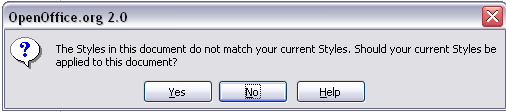 OpenOffice.org 2.0
The Styles in this document do not match your current Styles. Should your current Styles be
applied to this document?
Yes No Help